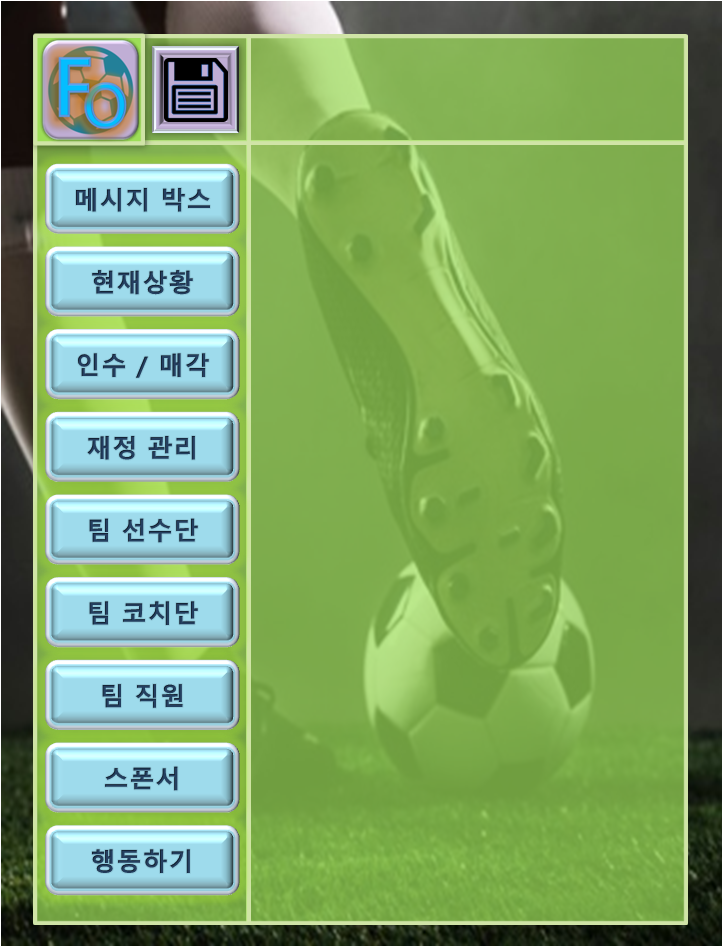 FO
메시지 박스
현재상황
인수 / 매각
재정 관리
팀 선수단
팀 코치단
팀 직원
스폰서
행동하기